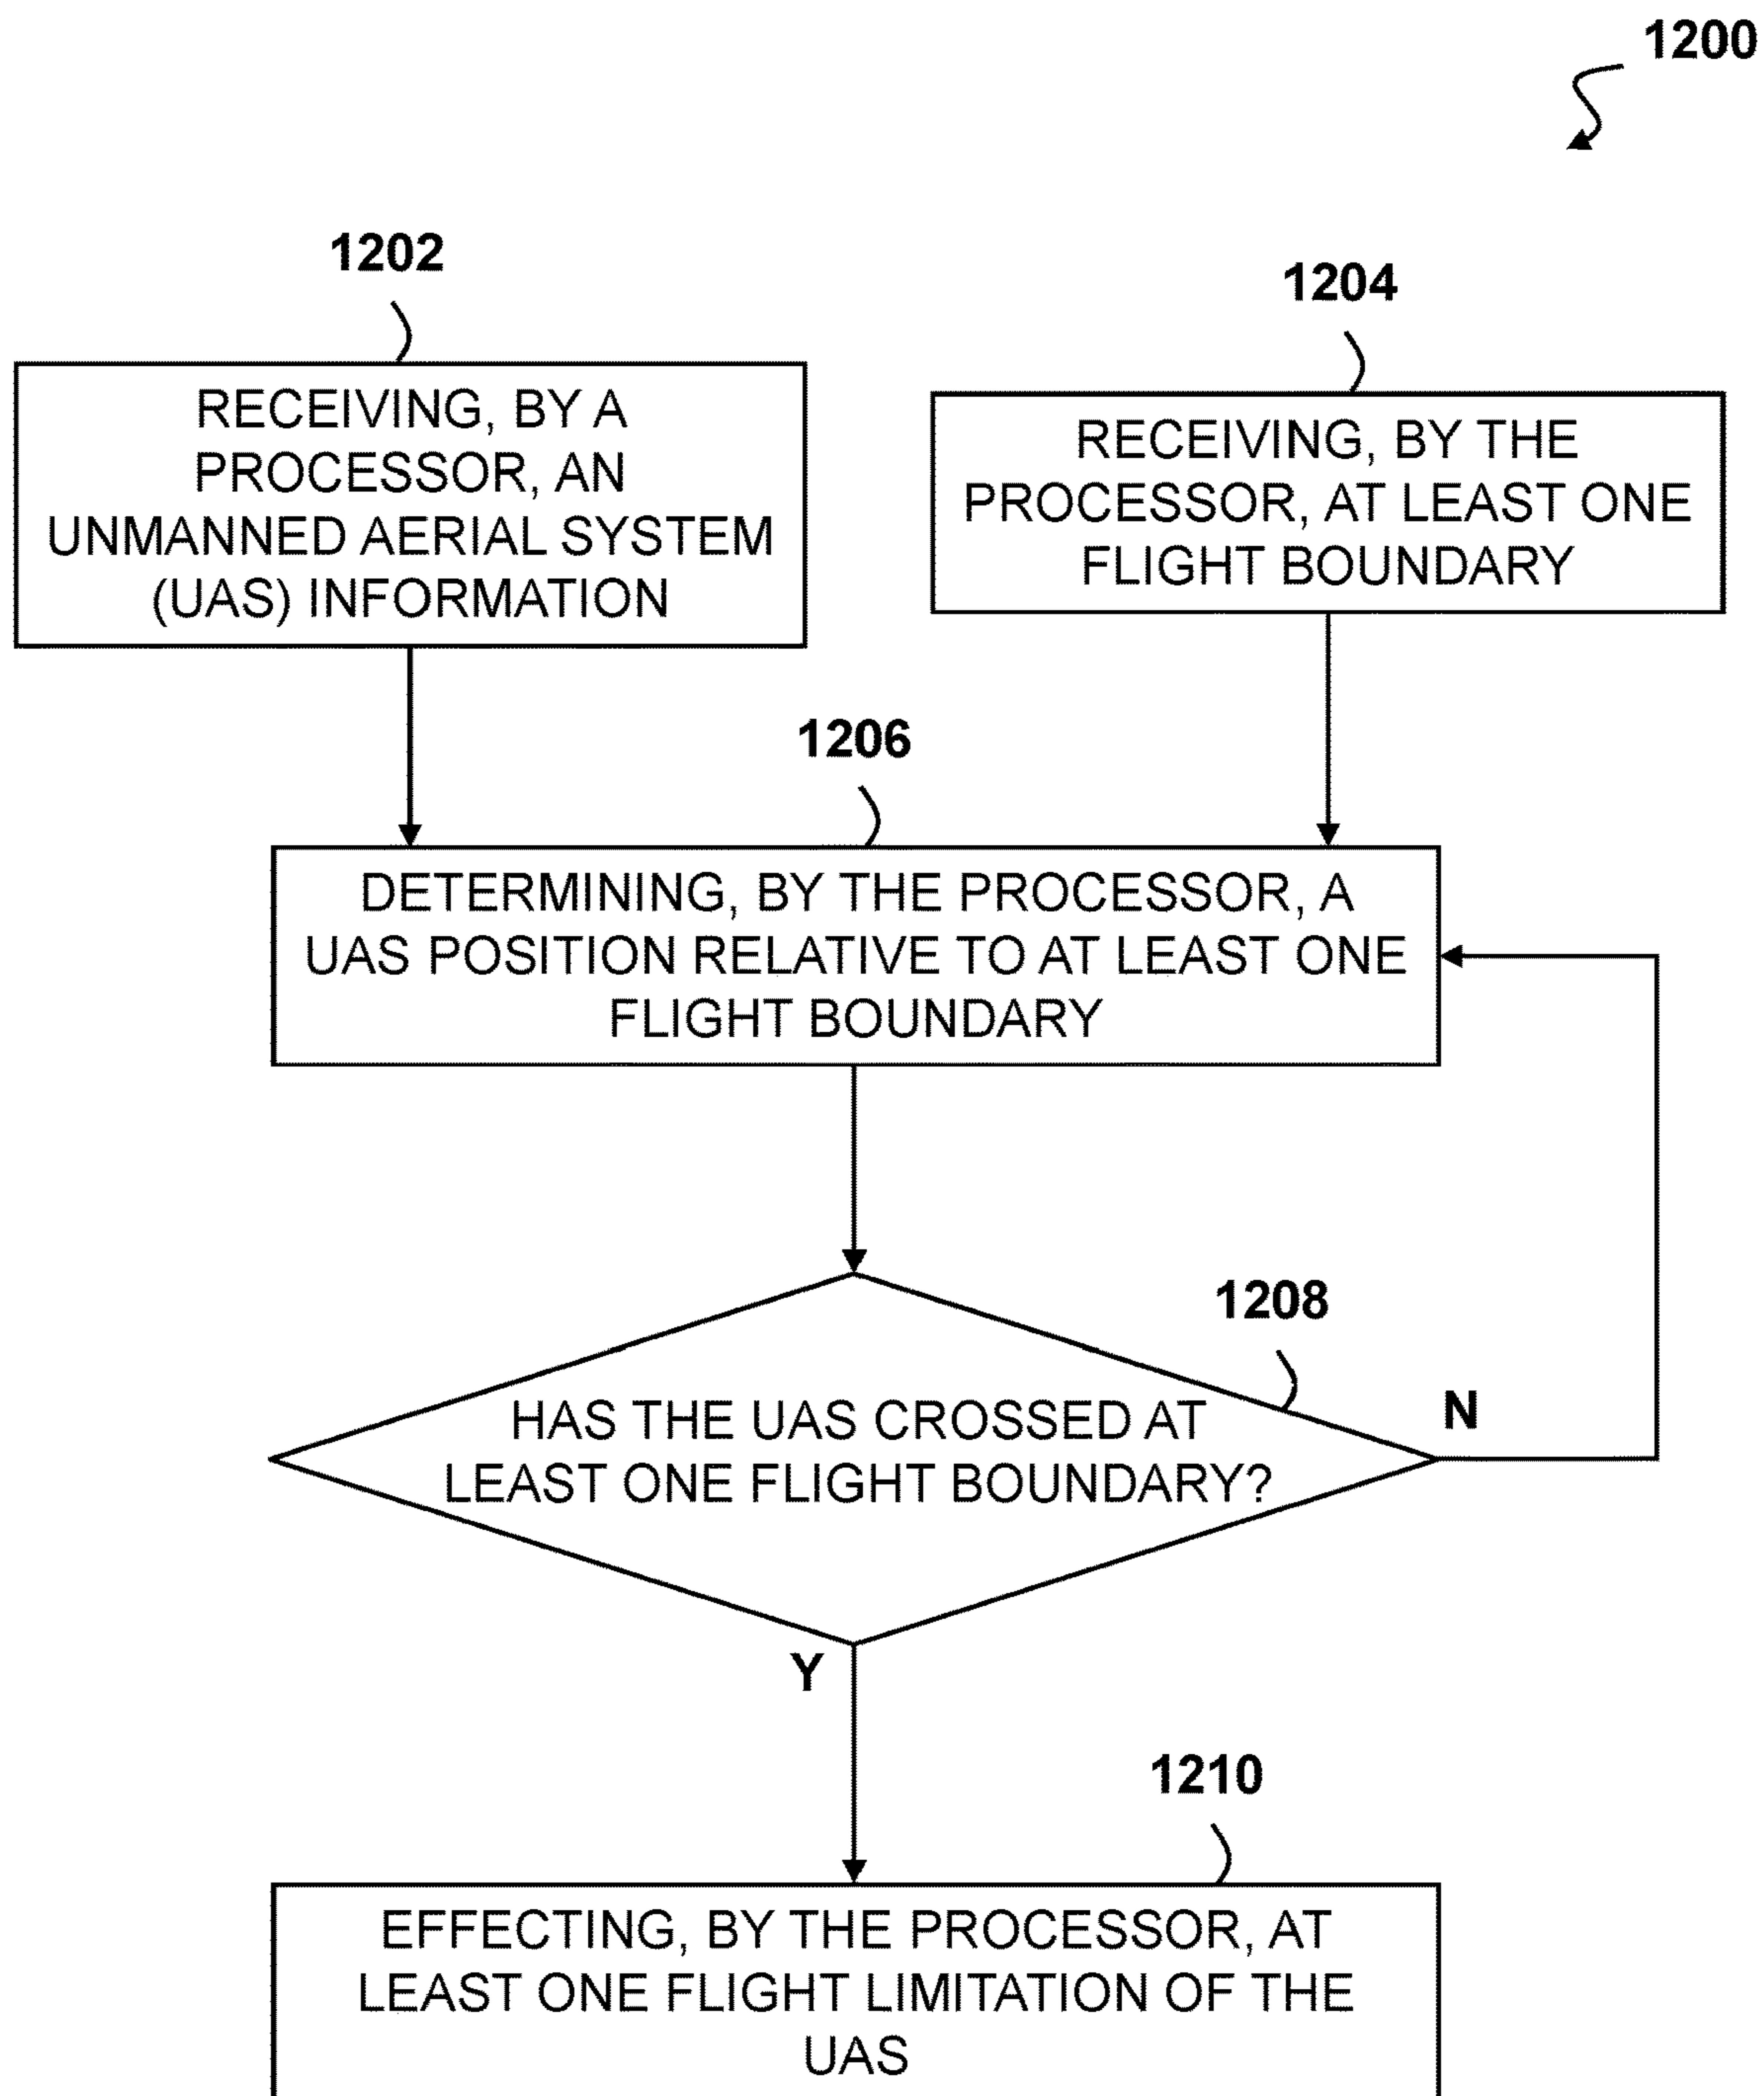 1200
1202
RECEIVING, BY A
PROCESSOR, AN
UNMANNED AERIAL SYSTEM
(UAS) INFORMATION
1204
RECEIVING, BY THE
PROCESSOR, AT LEAST ONE
FLIGHT BOUNDARY
1206
DETERMINING, BY THE PROCESSOR, A
UAS POSITION RELATIVE TO AT LEAST ONE
FLIGHT BOUNDARY
1208
HAS THE UAS CROSSED AT
LEAST ONE FLIGHT BOUNDARY?
N
Y
1210
EFFECTING, BY THE PROCESSOR, AT
LEAST ONE FLIGHT LIMITATION OF THE
UAS